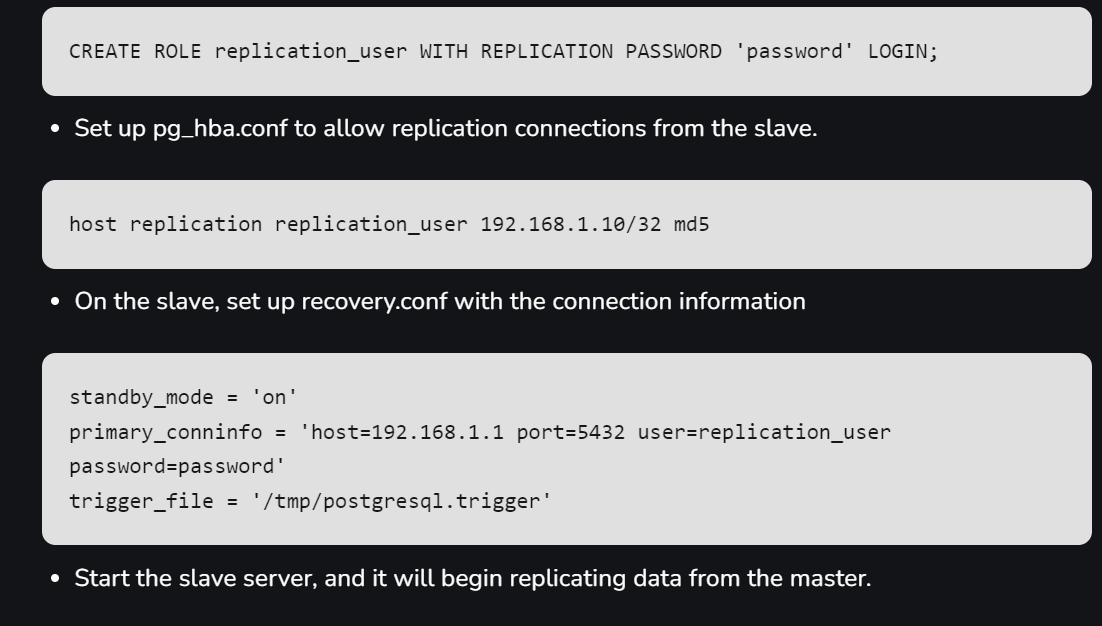 CREATE ROLE replication_user WITH REPLICATION PASSWORD 'password' LOGIN;
• Set up pg_hba.conf to allow replication connections from the slave.
host replication replication_user 192.168.1.10/32 md5
• On the slave, set up recovery.conf with the connection information
standby_mode = 'on'
primary_conninfo = 'host=192.168.1.1 port=5432 user=replication_user
password=password'
trigger_file = '/tmp/postgresql.trigger'
• Start the slave server, and it will begin replicating data from the master.